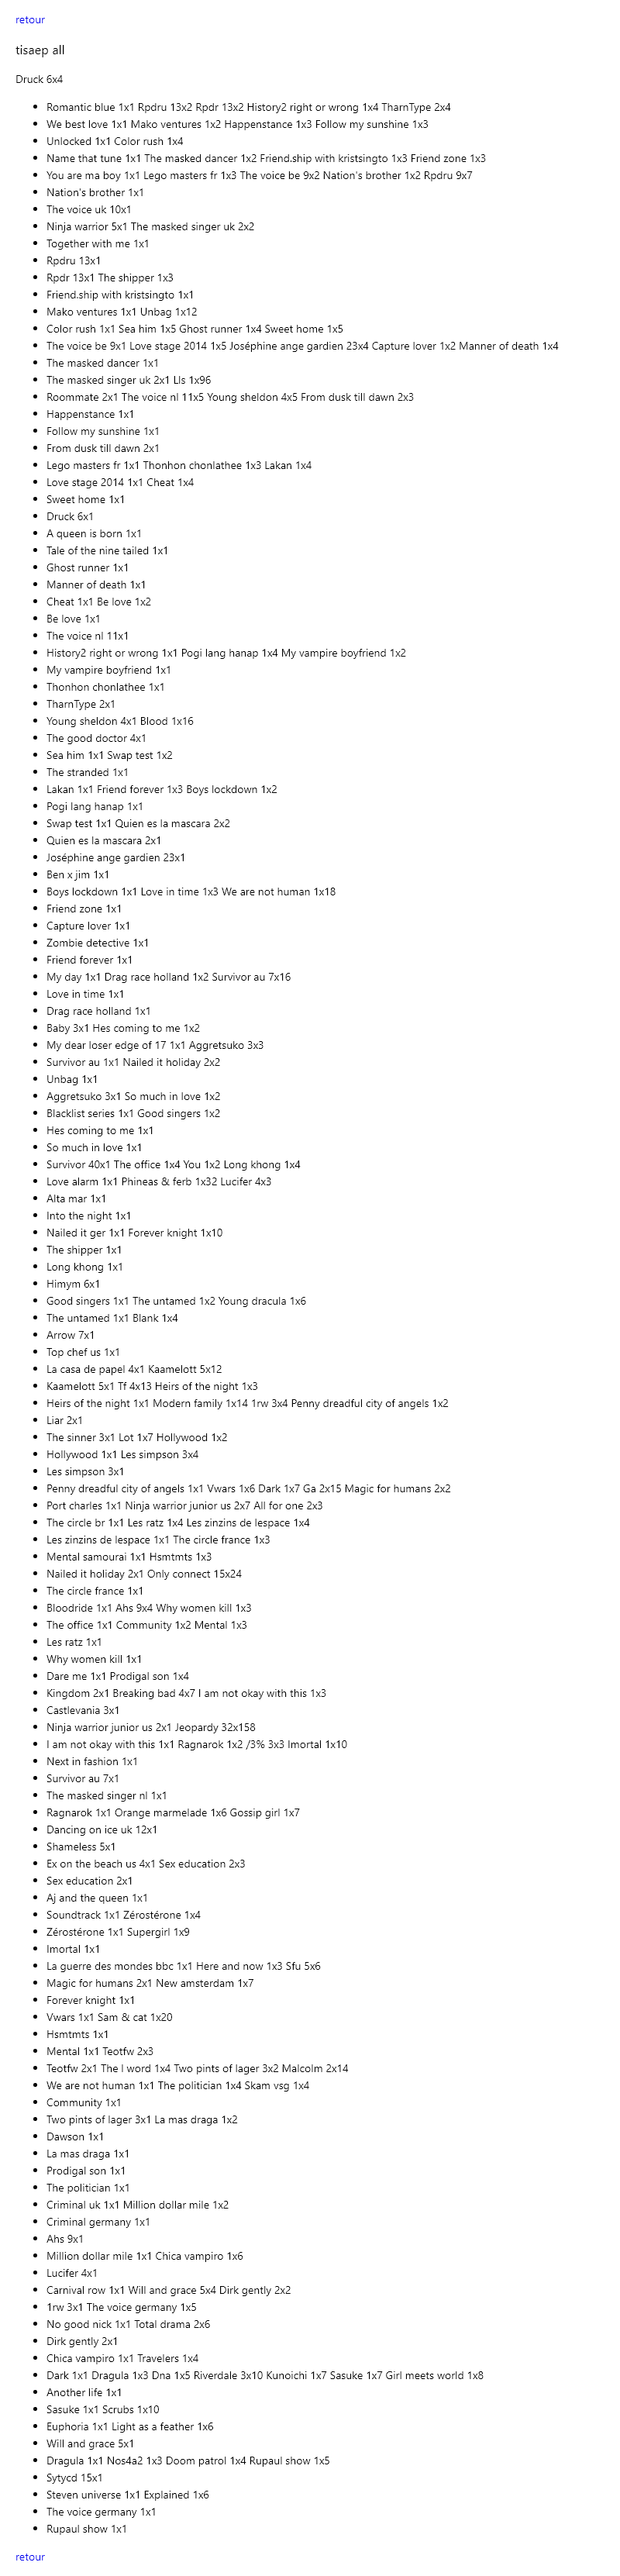 retour
tisaep all
Druck 6x4
Romantic blue 1x1 Rpdru 13x2 Rpdr 13x2 History2 right or wrong 1x4 TharnType 2x4
We best love 1x1 Mako ventures 1x2 Happenstance 1x3 Follow my sunshine 1x3
Unlocked 1x1 Color rush 1x4
Name that tune 1x1 The masked dancer 1x2 Friend.ship with kristsingto 1x3 Friend zone 1x3
You are ma boy 1x1 Lego masters fr 1x3 The voice be 9x2 Nation's brother 1x2 Rpdru 9x7
Nation's brother 1x1
The voice uk 10x1
Ninja warrior 5x1 The masked singer uk 2x2
Together with me 1x1
Rpdru 13x1
Rpdr 13x1 The shipper 1x3
Friend.ship with kristsingto 1x1
Mako ventures 1x1 Unbag 1x12
Color rush 1x1 Sea him 1x5 Ghost runner 1x4 Sweet home 1x5
The voice be 9x1 Love stage 2014 1x5 Joséphine ange gardien 23x4 Capture lover 1x2 Manner of death 1x4
The masked dancer 1x1
The masked singer uk 2x1 Lls 1x96
Roommate 2x1 The voice nl 11x5 Young sheldon 4x5 From dusk till dawn 2x3
Happenstance 1x1
Follow my sunshine 1x1
From dusk till dawn 2x1
Lego masters fr 1x1 Thonhon chonlathee 1x3 Lakan 1x4
Love stage 2014 1x1 Cheat 1x4
Sweet home 1x1
Druck 6x1
A queen is born 1x1
Tale of the nine tailed 1x1
Ghost runner 1x1
Manner of death 1x1
Cheat 1x1 Be love 1x2
Be love 1x1
The voice nl 11x1
History2 right or wrong 1x1 Pogi lang hanap 1x4 My vampire boyfriend 1x2
My vampire boyfriend 1x1
Thonhon chonlathee 1x1
TharnType 2x1
Young sheldon 4x1 Blood 1x16
The good doctor 4x1
Sea him 1x1 Swap test 1x2
The stranded 1x1
Lakan 1x1 Friend forever 1x3 Boys lockdown 1x2
Pogi lang hanap 1x1
Swap test 1x1 Quien es la mascara 2x2
Quien es la mascara 2x1
Joséphine ange gardien 23x1
Ben x jim 1x1
Boys lockdown 1x1 Love in time 1x3 We are not human 1x18
Friend zone 1x1
Capture lover 1x1
Zombie detective 1x1
Friend forever 1x1
My day 1x1 Drag race holland 1x2 Survivor au 7x16
Love in time 1x1
Drag race holland 1x1
Baby 3x1 Hes coming to me 1x2
My dear loser edge of 17 1x1 Aggretsuko 3x3
Survivor au 1x1 Nailed it holiday 2x2
Unbag 1x1
Aggretsuko 3x1 So much in love 1x2
Blacklist series 1x1 Good singers 1x2
Hes coming to me 1x1
So much in love 1x1
Survivor 40x1 The office 1x4 You 1x2 Long khong 1x4
Love alarm 1x1 Phineas & ferb 1x32 Lucifer 4x3
Alta mar 1x1
Into the night 1x1
Nailed it ger 1x1 Forever knight 1x10
The shipper 1x1
Long khong 1x1
Himym 6x1
Good singers 1x1 The untamed 1x2 Young dracula 1x6
The untamed 1x1 Blank 1x4
Arrow 7x1
Top chef us 1x1
La casa de papel 4x1 Kaamelott 5x12
Kaamelott 5x1 Tf 4x13 Heirs of the night 1x3
Heirs of the night 1x1 Modern family 1x14 1rw 3x4 Penny dreadful city of angels 1x2
Liar 2x1
The sinner 3x1 Lot 1x7 Hollywood 1x2
Hollywood 1x1 Les simpson 3x4
Les simpson 3x1
Penny dreadful city of angels 1x1 Vwars 1x6 Dark 1x7 Ga 2x15 Magic for humans 2x2
Port charles 1x1 Ninja warrior junior us 2x7 All for one 2x3
The circle br 1x1 Les ratz 1x4 Les zinzins de lespace 1x4
Les zinzins de lespace 1x1 The circle france 1x3
Mental samourai 1x1 Hsmtmts 1x3
Nailed it holiday 2x1 Only connect 15x24
The circle france 1x1
Bloodride 1x1 Ahs 9x4 Why women kill 1x3
The office 1x1 Community 1x2 Mental 1x3
Les ratz 1x1
Why women kill 1x1
Dare me 1x1 Prodigal son 1x4
Kingdom 2x1 Breaking bad 4x7 I am not okay with this 1x3
Castlevania 3x1
Ninja warrior junior us 2x1 Jeopardy 32x158
I am not okay with this 1x1 Ragnarok 1x2 /3% 3x3 Imortal 1x10
Next in fashion 1x1
Survivor au 7x1
The masked singer nl 1x1
Ragnarok 1x1 Orange marmelade 1x6 Gossip girl 1x7
Dancing on ice uk 12x1
Shameless 5x1
Ex on the beach us 4x1 Sex education 2x3
Sex education 2x1
Aj and the queen 1x1
Soundtrack 1x1 Zérostérone 1x4
Zérostérone 1x1 Supergirl 1x9
Imortal 1x1
La guerre des mondes bbc 1x1 Here and now 1x3 Sfu 5x6
Magic for humans 2x1 New amsterdam 1x7
Forever knight 1x1
Vwars 1x1 Sam & cat 1x20
Hsmtmts 1x1
Mental 1x1 Teotfw 2x3
Teotfw 2x1 The l word 1x4 Two pints of lager 3x2 Malcolm 2x14
We are not human 1x1 The politician 1x4 Skam vsg 1x4
Community 1x1
Two pints of lager 3x1 La mas draga 1x2
Dawson 1x1
La mas draga 1x1
Prodigal son 1x1
The politician 1x1
Criminal uk 1x1 Million dollar mile 1x2
Criminal germany 1x1
Ahs 9x1
Million dollar mile 1x1 Chica vampiro 1x6
Lucifer 4x1
Carnival row 1x1 Will and grace 5x4 Dirk gently 2x2
1rw 3x1 The voice germany 1x5
No good nick 1x1 Total drama 2x6
Dirk gently 2x1
Chica vampiro 1x1 Travelers 1x4
Dark 1x1 Dragula 1x3 Dna 1x5 Riverdale 3x10 Kunoichi 1x7 Sasuke 1x7 Girl meets world 1x8
Another life 1x1
Sasuke 1x1 Scrubs 1x10
Euphoria 1x1 Light as a feather 1x6
Will and grace 5x1
Dragula 1x1 Nos4a2 1x3 Doom patrol 1x4 Rupaul show 1x5
Sytycd 15x1
Steven universe 1x1 Explained 1x6
The voice germany 1x1
Rupaul show 1x1
retour